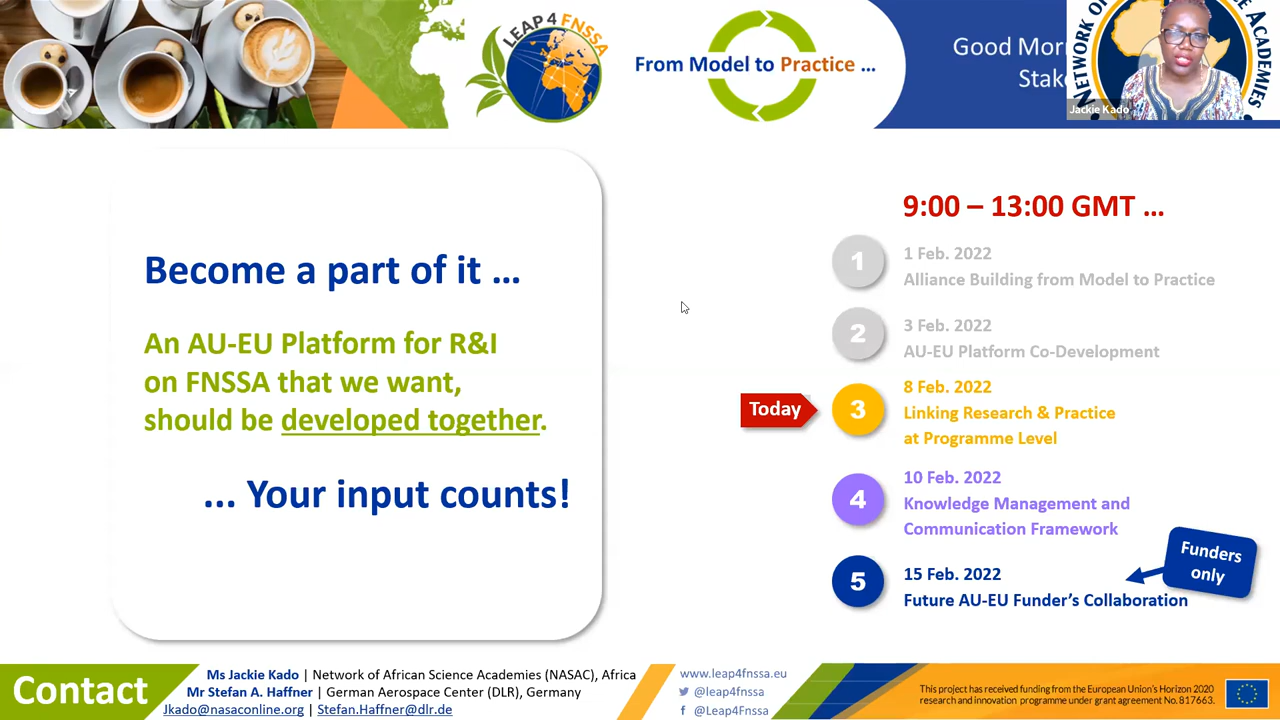 LEAP 4 FNSSA
From Model to Practice ...
Good Mor
Stake
NETWORK OF
ACADEMIES
Jackie Kado
Become a part of it ...
An AU-EU Platform for R&I
on FNSSA that we want,
should be developed together.
... Your input counts!
9:00 – 13:00 GMT ...
1
1 Feb. 2022
Alliance Building from Model to Practice
2
3 Feb. 2022
AU-EU Platform Co-Development
Today
3
8 Feb. 2022
Linking Research & Practice
at Programme Level
4
10 Feb. 2022
Knowledge Management and
Communication Framework
Funders
only
5
15 Feb. 2022
Future AU-EU Funder's Collaboration
Contact
Ms Jackie Kado | Network of African Science Academies (NASAC), Africa
Mr Stefan A. Haffner | German Aerospace Center (DLR), Germany
Jkado@nasaconline.org | Stefan.Haffner@dlr.de
www.leap4fnssa.eu
@leap4fnssa
@Leap4Fnssa
This project has received funding from the European Union's Horizon 2020
research and innovation programme under grant agreement No. 817663.